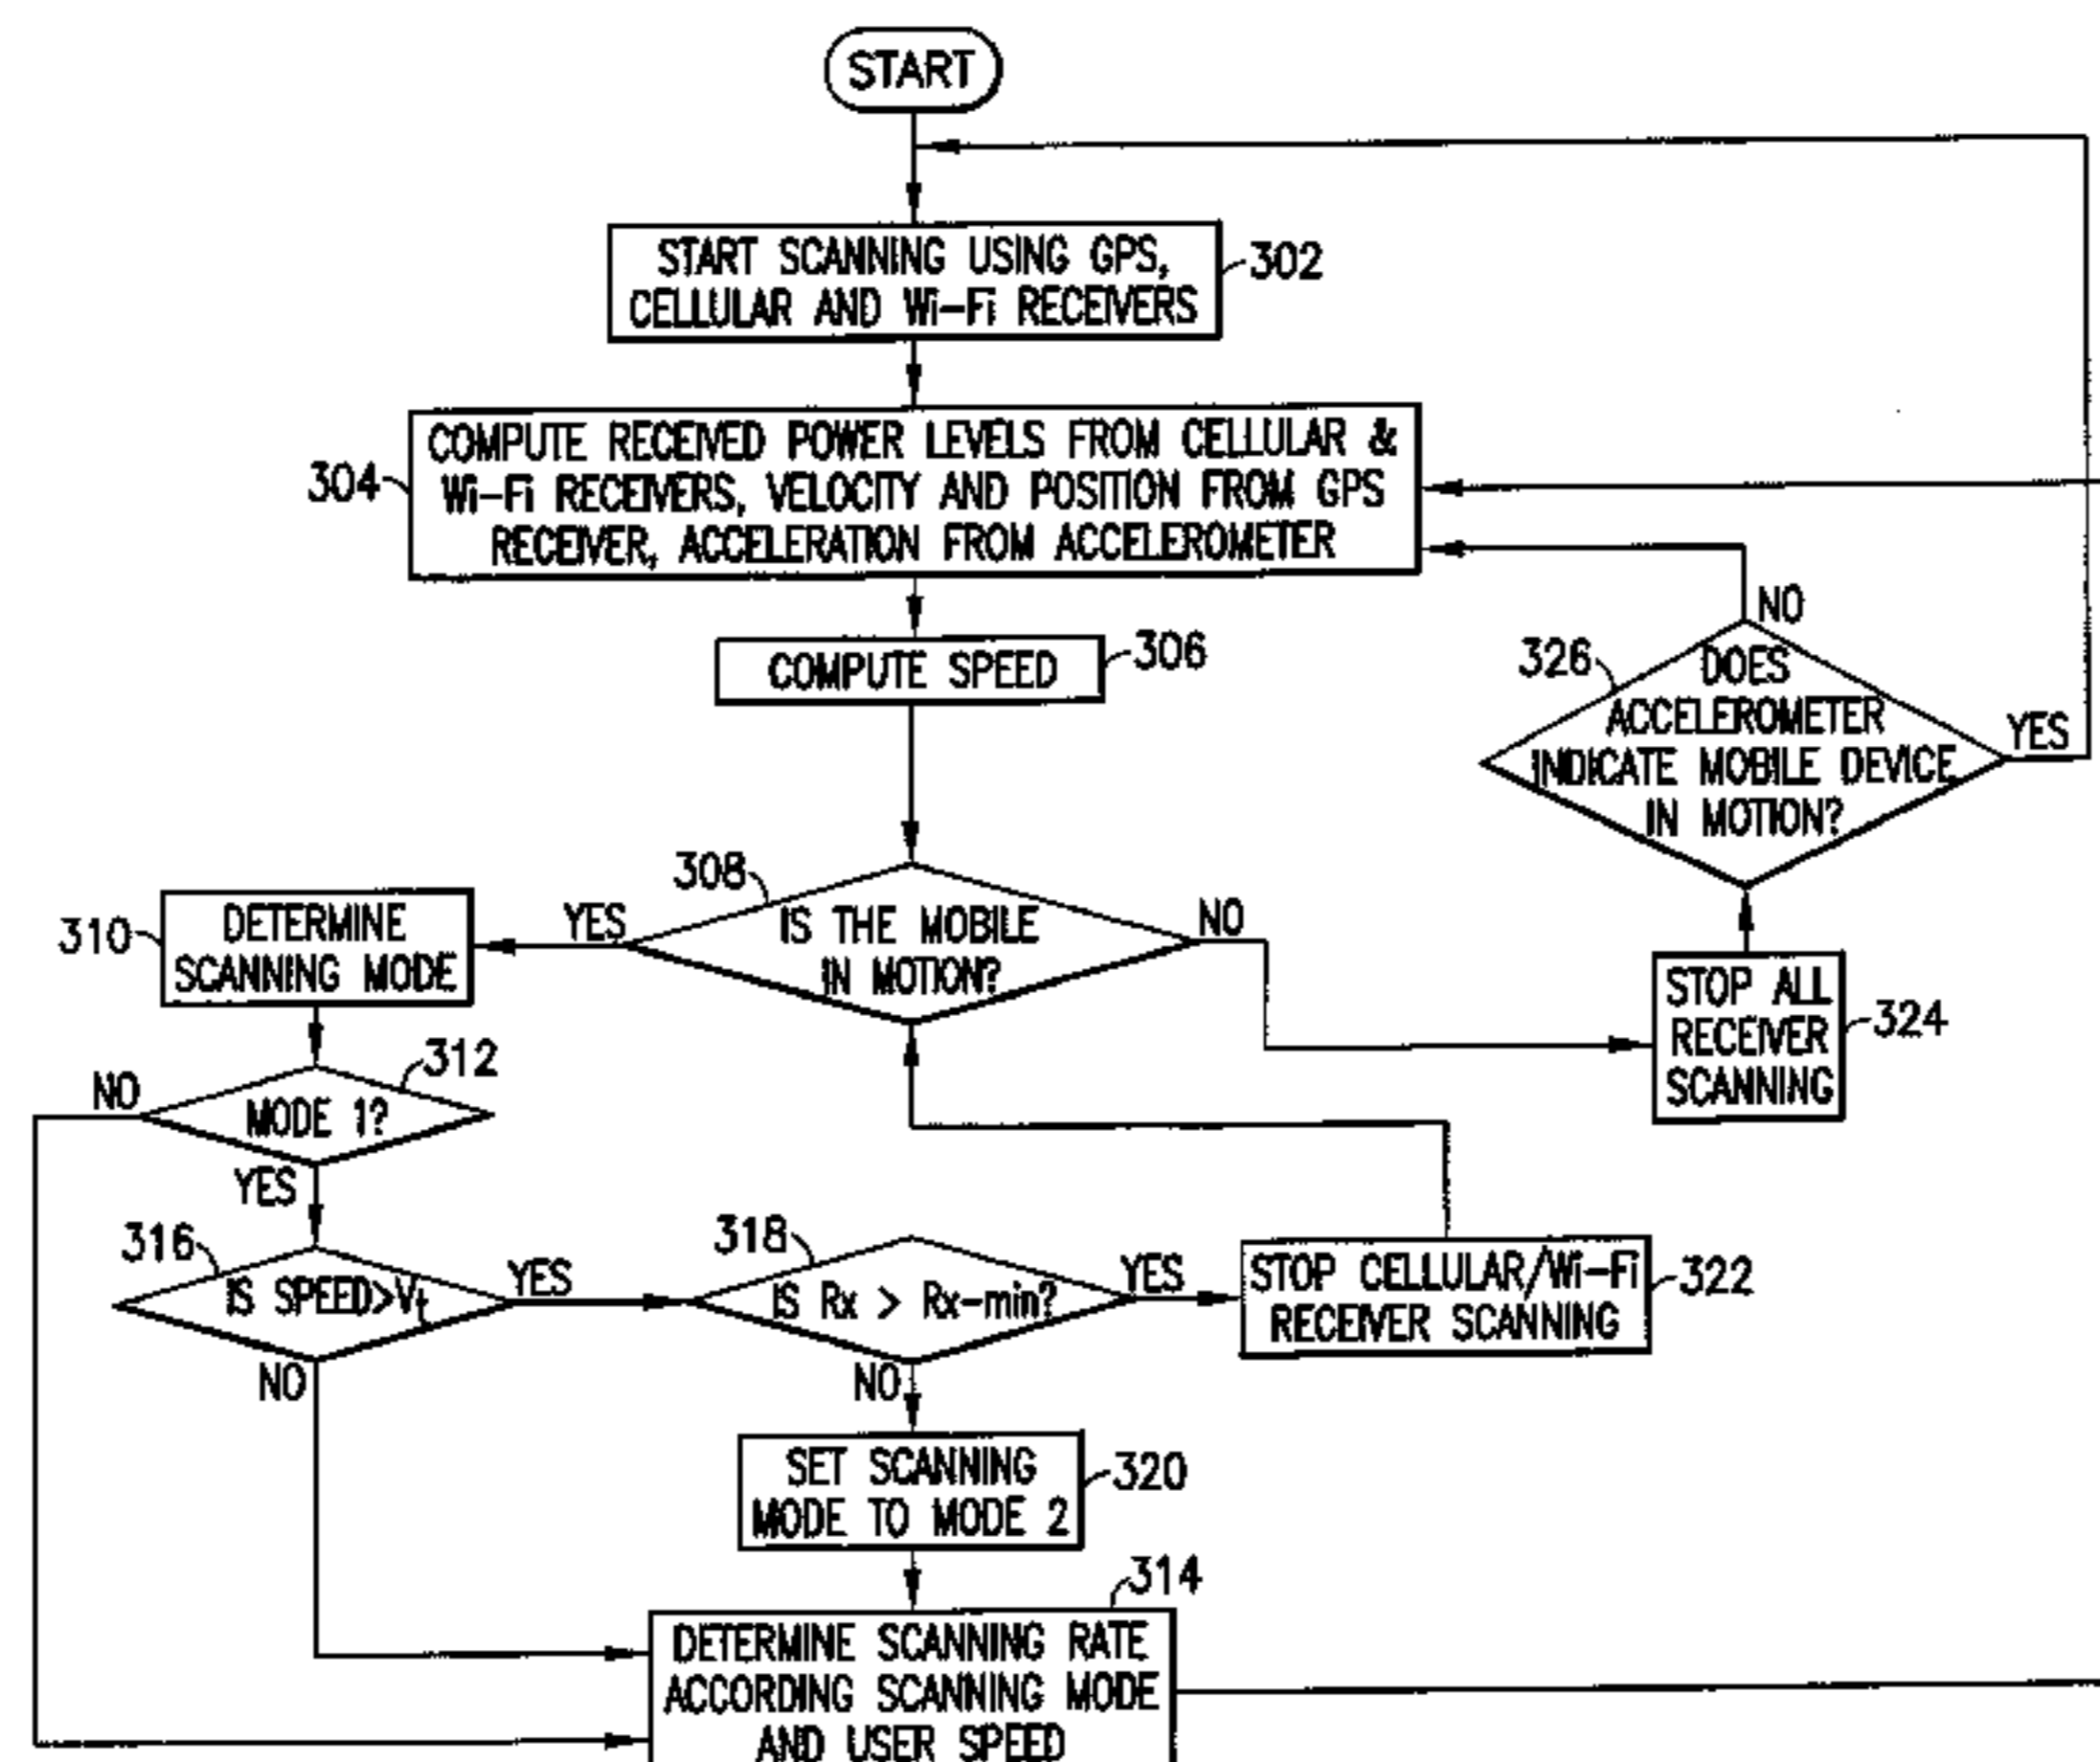 START
START SCANNING USING GPS,
CELLULAR AND Wi-Fi RECEIVERS
302
304
COMPUTE RECEIVED POWER LEVELS FROM CELLULAR &
Wi-Fi RECEIVERS, VELOCITY AND POSITION FROM GPS
RECEIVER, ACCELERATION FROM ACCELEROMETER
COMPUTE SPEED
306
NO
326
DOES
ACCELEROMETER
INDICATE MOBILE DEVICE
IN MOTION?
YES
308
IS THE MOBILE
IN MOTION?
YES
NO
310
DETERMINE
SCANNING MODE
STOP ALL
RECEIVER
SCANNING
324
312
NO
MODE 1?
YES
316
IS SPEED>Vt
YES
NO
318
IS Rx > Rx-min?
YES
NO
STOP CELLULAR/Wi-Fi
RECEIVER SCANNING
322
SET SCANNING
MODE TO MODE 2
320
314
DETERMINE SCANNING RATE
ACCORDING SCANNING MODE
AND USER SPEED